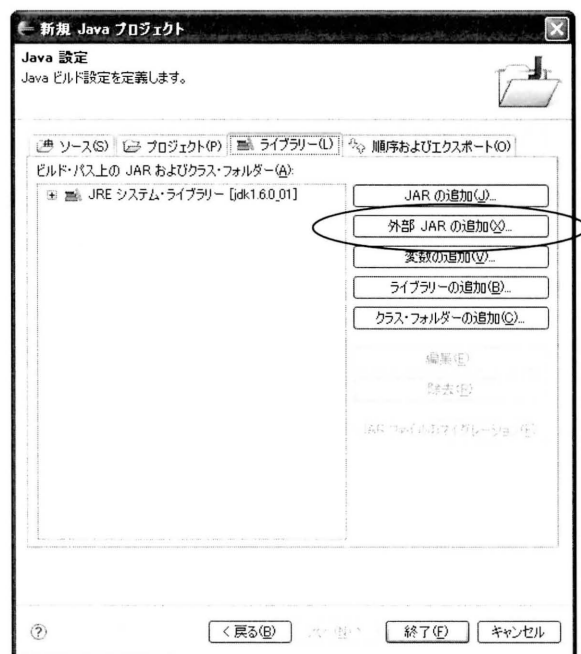 新規 Java プロジェクト
Java 設定
Java ビルド設定を定義します。
ソース(S) プロジェクト(P) ライブラリー(L) 順序およびエクスポート(O)
ビルド・パス上の JAR およびクラス・フォルダー(A):
JRE システム・ライブラリー [jdk1.6.0_01]
JAR の追加(J)...
外部 JAR の追加(X)...
変数の追加(V)...
ライブラリーの追加(B)...
クラス・フォルダーの追加(C)...
編集(E)
除去(R)
< 戻る(B) 終了(F) キャンセル